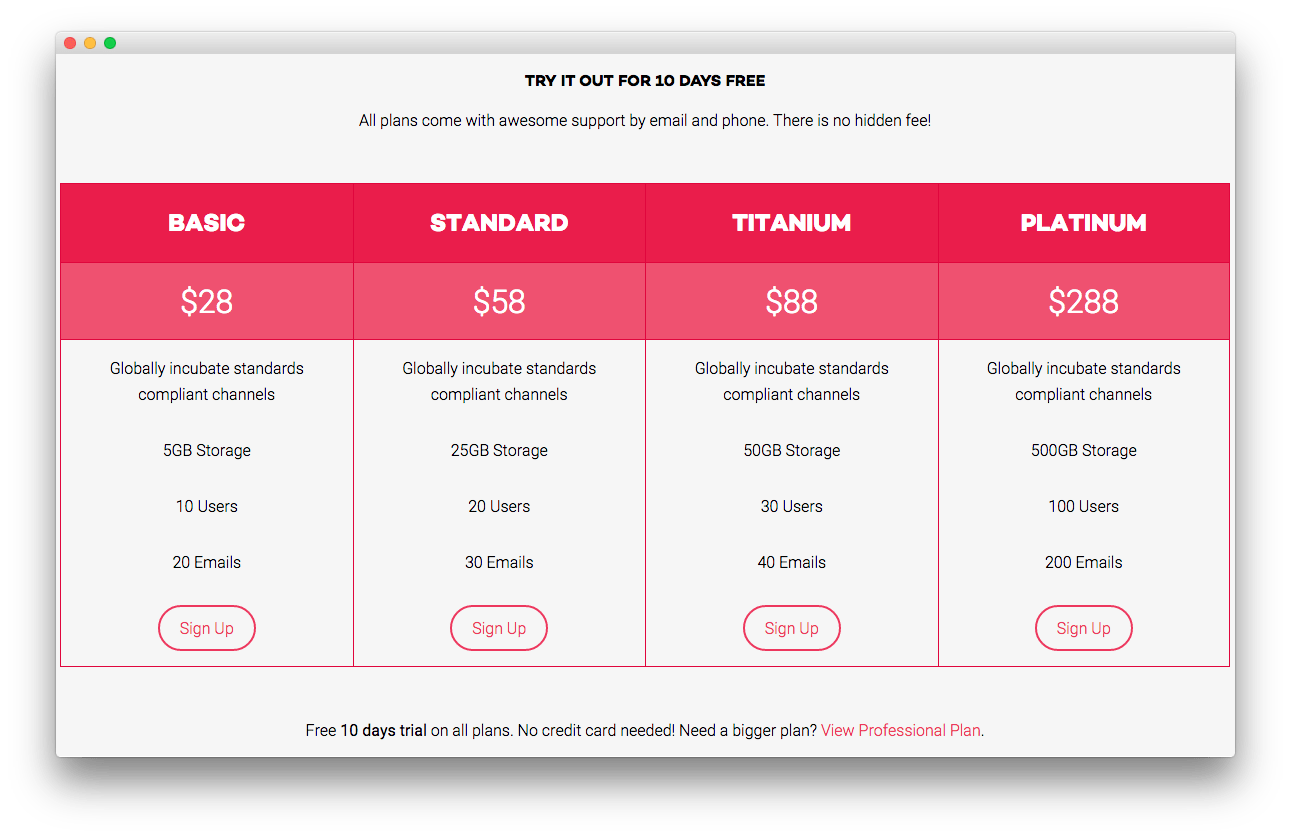 TRY IT OUT FOR 10 DAYS FREE
All plans come with awesome support by email and phone. There is no hidden fee!
BASIC
$28
Globally incubate standards
compliant channels
5GB Storage
10 Users
20 Emails
Sign Up
STANDARD
$58
Globally incubate standards
compliant channels
25GB Storage
20 Users
30 Emails
Sign Up
TITANIUM
$88
Globally incubate standards
compliant channels
50GB Storage
30 Users
40 Emails
Sign Up
PLATINUM
$288
Globally incubate standards
compliant channels
500GB Storage
100 Users
200 Emails
Sign Up
Free 10 days trial on all plans. No credit card needed! Need a bigger plan? View Professional Plan.